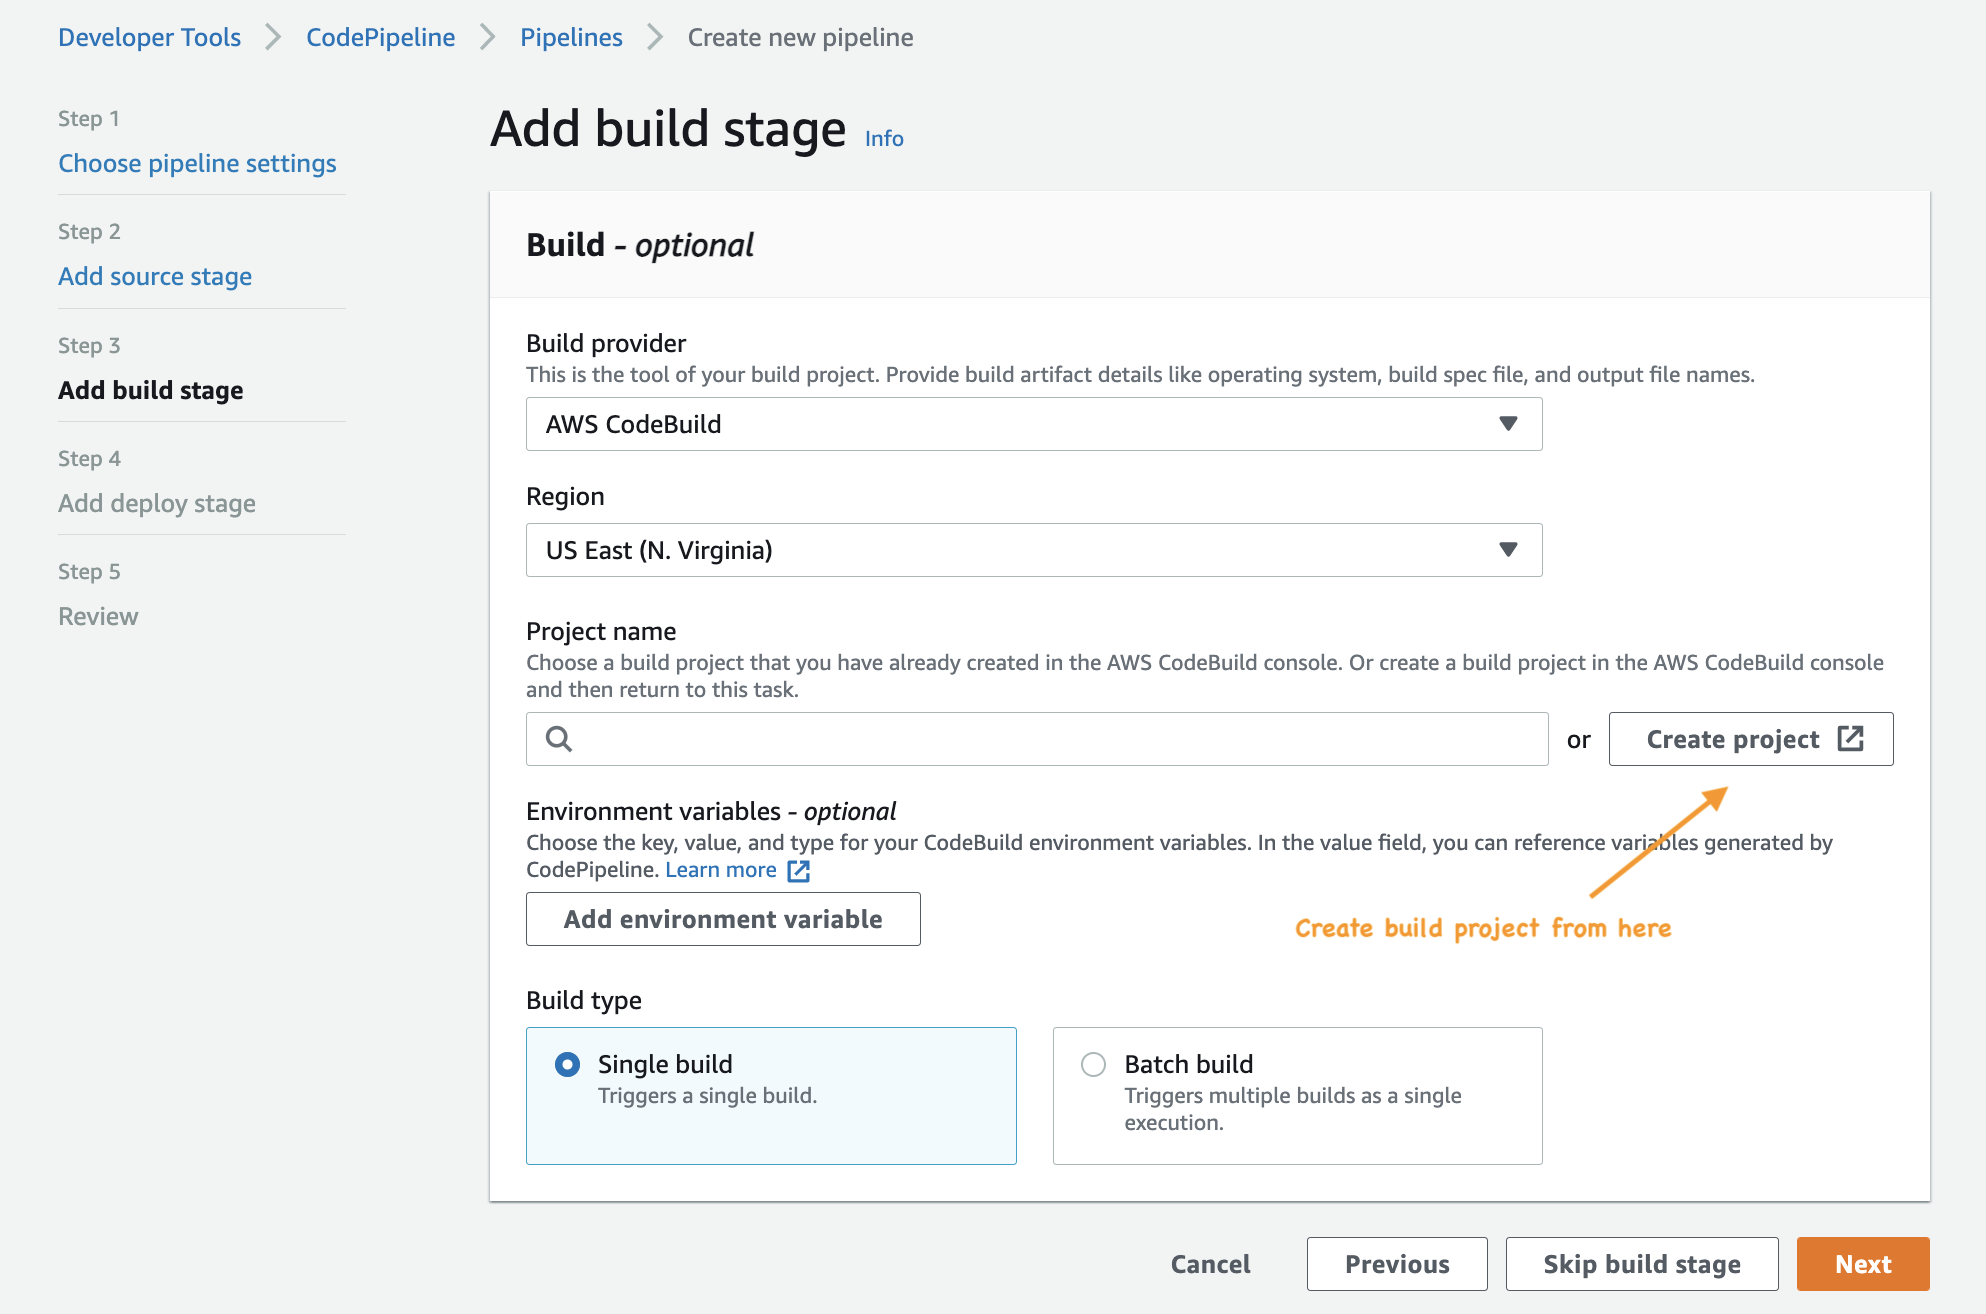 Developer Tools > CodePipeline > Pipelines > Create new pipeline
Step 1
Choose pipeline settings
Step 2
Add source stage
Step 3
Add build stage
Step 4
Add deploy stage
Step 5
Review
Add build stage Info
Build - optional
Build provider
This is the tool of your build project. Provide build artifact details like operating system, build spec file, and output file names.
AWS CodeBuild
Region
US East (N. Virginia)
Project name
Choose a build project that you have already created in the AWS CodeBuild console. Or create a build project in the AWS CodeBuild console
and then return to this task.
or Create project
Environment variables - optional
Choose the key, value, and type for your CodeBuild environment variables. In the value field, you can reference variables generated by
CodePipeline. Learn more
Add environment variable
Create build project from here
Build type
Single build
Triggers a single build.
Batch build
Triggers multiple builds as a single
execution.
Cancel Previous Skip build stage Next